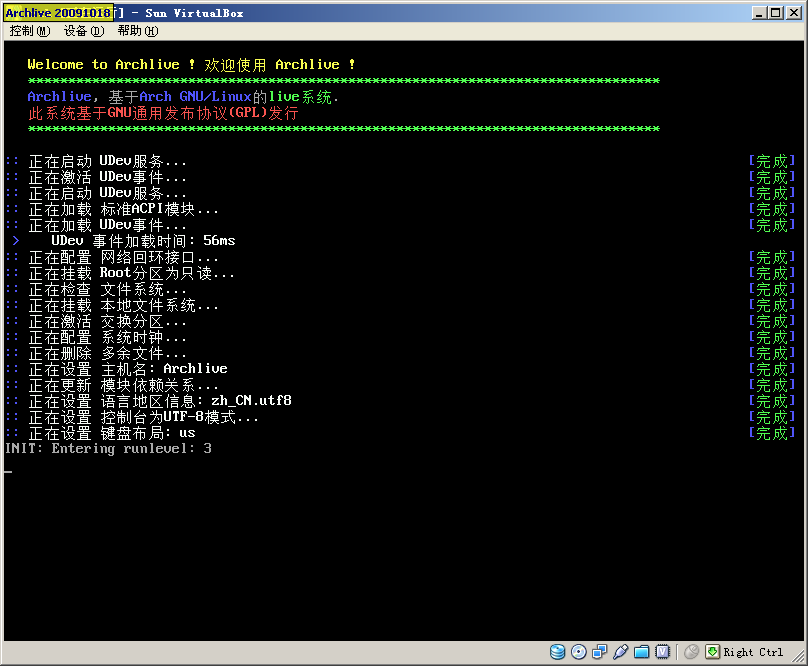 Archlive 20091018 行] - Sun VirtualBox
控制(M) 设备(D) 帮助(H)
Welcome to Archlive ! 欢迎使用 Archlive !
*******************************************************************************
Archlive, 基于Arch GNU/Linux的live系统.
此系统基于GNU通用发布协议(GPL)发行
*******************************************************************************
:: 正在启动 UDev服务... [完成]
:: 正在激活 UDev事件... [完成]
:: 正在启动 UDev服务... [完成]
:: 正在加载 标准ACPI模块... [完成]
:: 正在加载 UDev事件... [完成]
> UDev 事件加载时间: 56ms
:: 正在配置 网络回环接口... [完成]
:: 正在挂载 Root分区为只读... [完成]
:: 正在检查 文件系统... [完成]
:: 正在挂载 本地文件系统... [完成]
:: 正在激活 交换分区... [完成]
:: 正在配置 系统时钟... [完成]
:: 正在删除 多余文件... [完成]
:: 正在设置 主机名: Archlive [完成]
:: 正在更新 模块依赖关系... [完成]
:: 正在设置 语言地区信息: zh_CN.utf8 [完成]
:: 正在设置 控制台为UTF-8模式... [完成]
:: 正在设置 键盘布局: us [完成]
INIT: Entering runlevel: 3
Right Ctrl